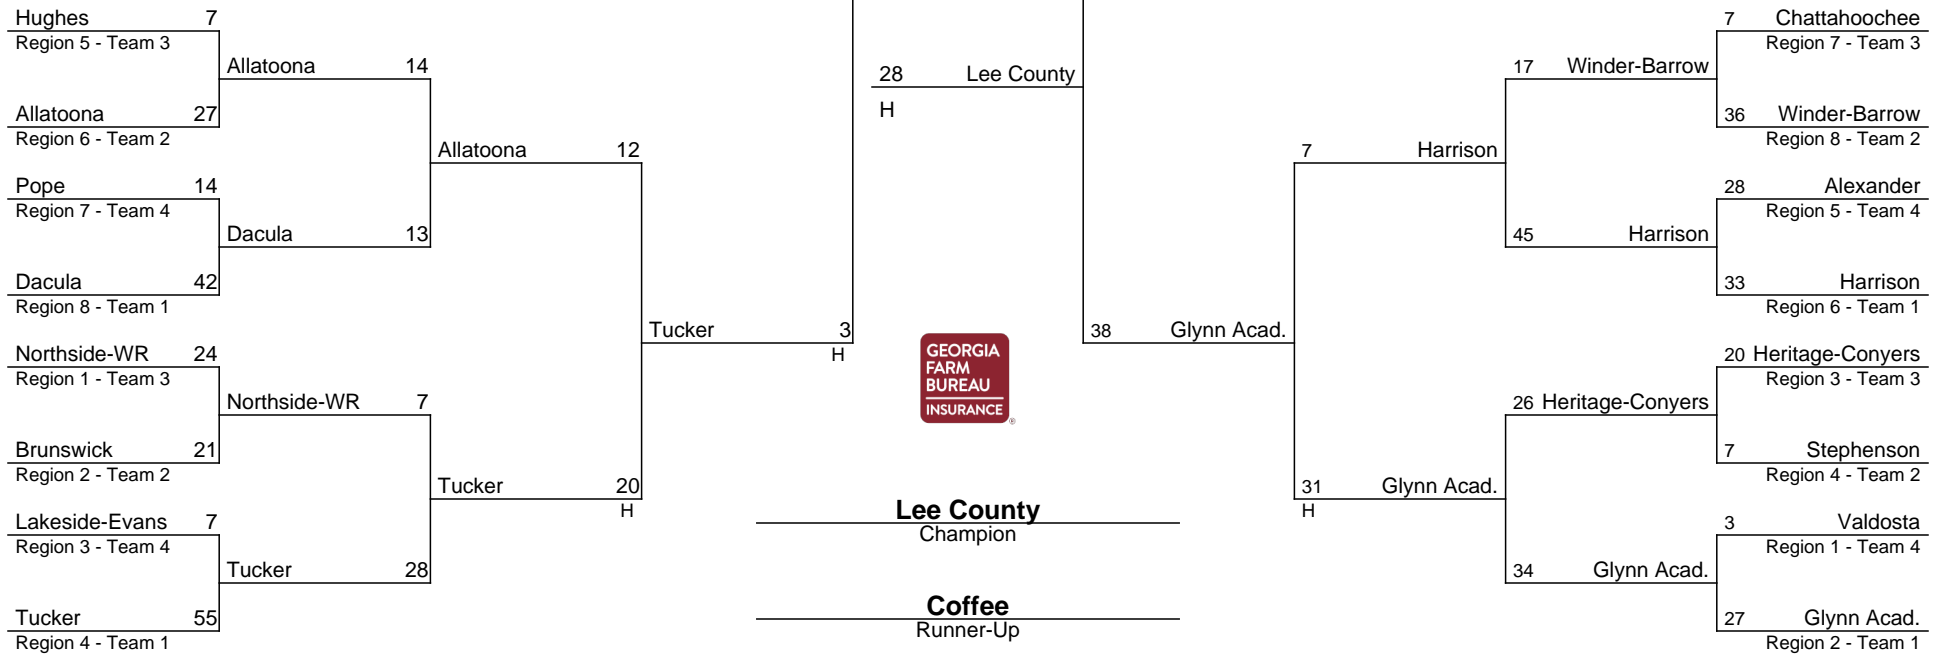 Hughes 7
Region 5 - Team 3
Allatoona 14
Allatoona 27
Region 6 - Team 2
Allatoona 12
Pope 14
Region 7 - Team 4
Dacula 13
Dacula 42
Region 8 - Team 1
Tucker 3
H
Northside-WR 24
Region 1 - Team 3
Northside-WR 7
Brunswick 21
Region 2 - Team 2
Tucker 20
H
Lakeside-Evans 7
Region 3 - Team 4
Tucker 28
Tucker 55
Region 4 - Team 1
28 Lee County
H
GEORGIA
FARM
BUREAU
INSURANCE
®
Lee County
Champion
Coffee
Runner-Up
7 Chattahoochee
Region 7 - Team 3
17 Winder-Barrow
36 Winder-Barrow
Region 8 - Team 2
7 Harrison
28 Alexander
Region 5 - Team 4
45 Harrison
33 Harrison
Region 6 - Team 1
38 Glynn Acad.
20 Heritage-Conyers
Region 3 - Team 3
26 Heritage-Conyers
7 Stephenson
Region 4 - Team 2
31 Glynn Acad.
H
3 Valdosta
Region 1 - Team 4
34 Glynn Acad.
27 Glynn Acad.
Region 2 - Team 1